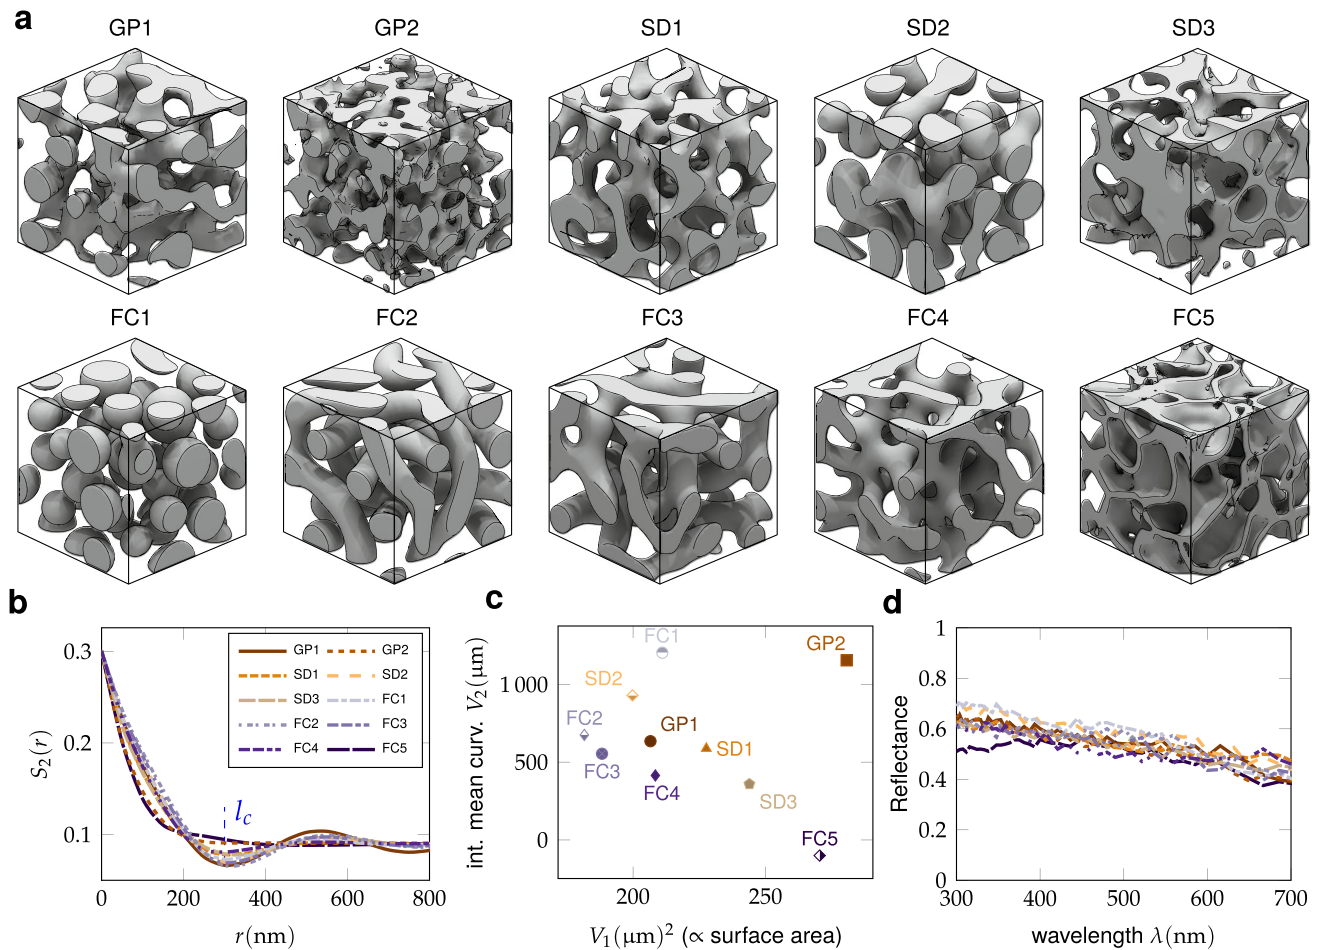 a
GP1 GP2 SD1 SD2 SD3
FC1 FC2 FC3 FC4 FC5
b
S₂(r)
0.3
0.2
0.1
0 200 400 600 800
r(nm)
GP1 GP2
SD1 SD2
SD3 FC1
FC2 FC3
FC4 FC5
l_c
c
int. mean curv. V₂(μm)
1 000
500
0
200 250
V₁(μm)² (∝ surface area)
FC1
GP2
SD2
FC2
GP1
SD1
FC3
FC4
SD3
FC5
d
Reflectance
1
0.8
0.6
0.4
0.2
0
300 400 500 600 700
wavelength λ(nm)